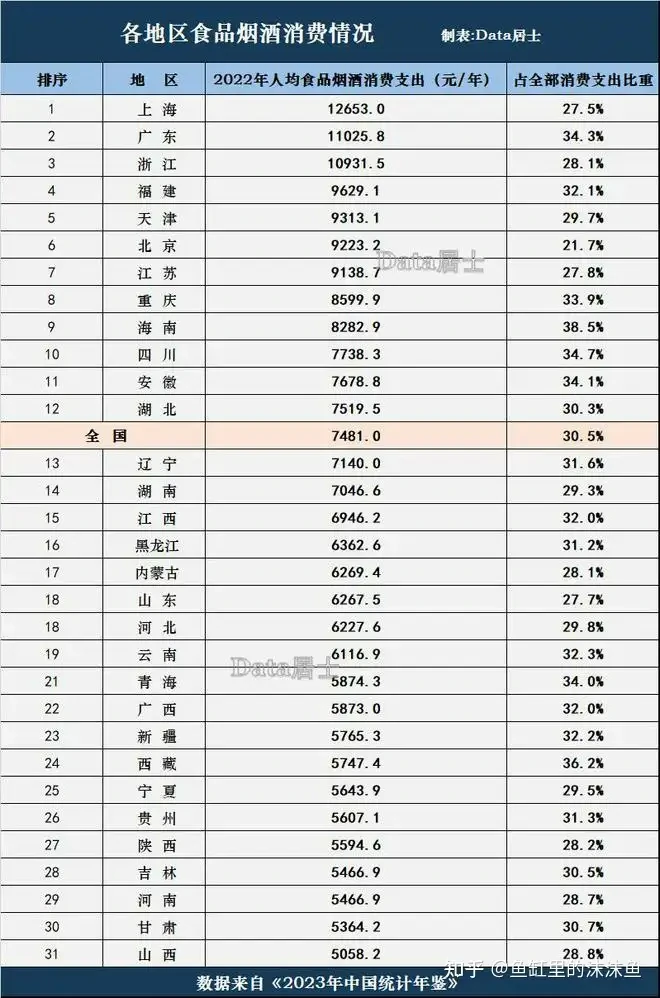 各地区食品烟酒消费情况 制表:Data居士
排序 地 区 2022年人均食品烟酒消费支出（元/年） 占全部消费支出比重
1 上 海 12653.0 27.5%
2 广 东 11025.8 34.3%
3 浙 江 10931.5 28.1%
4 福 建 9629.1 32.1%
5 天 津 9313.1 29.7%
6 北 京 9223.2 21.7%
Data居士
7 江 苏 9138.7 27.8%
8 重 庆 8599.9 33.9%
9 海 南 8282.9 38.5%
10 四 川 7738.3 34.7%
11 安 徽 7678.8 34.1%
12 湖 北 7519.5 30.3%
全 国 7481.0 30.5%
13 辽 宁 7140.0 31.6%
14 湖 南 7046.6 29.3%
15 江 西 6946.2 32.0%
16 黑龙江 6362.6 31.2%
17 内蒙古 6269.4 28.1%
18 山 东 6267.5 27.7%
18 河 北 6227.6 29.8%
19 云 南 6116.9 32.3%
Data居士
21 青 海 5874.3 34.0%
22 广 西 5873.0 32.0%
23 新 疆 5765.3 32.2%
24 西 藏 5747.4 36.2%
25 宁 夏 5643.9 29.5%
26 贵 州 5607.1 31.3%
27 陕 西 5594.6 28.2%
28 吉 林 5466.9 30.5%
29 河 南 5466.9 28.7%
30 甘 肃 5364.2 30.7%
31 山 西 5058.2 28.8%
知乎 @鱼缸里的沫沫鱼
数据来自《2023年中国统计年鉴》